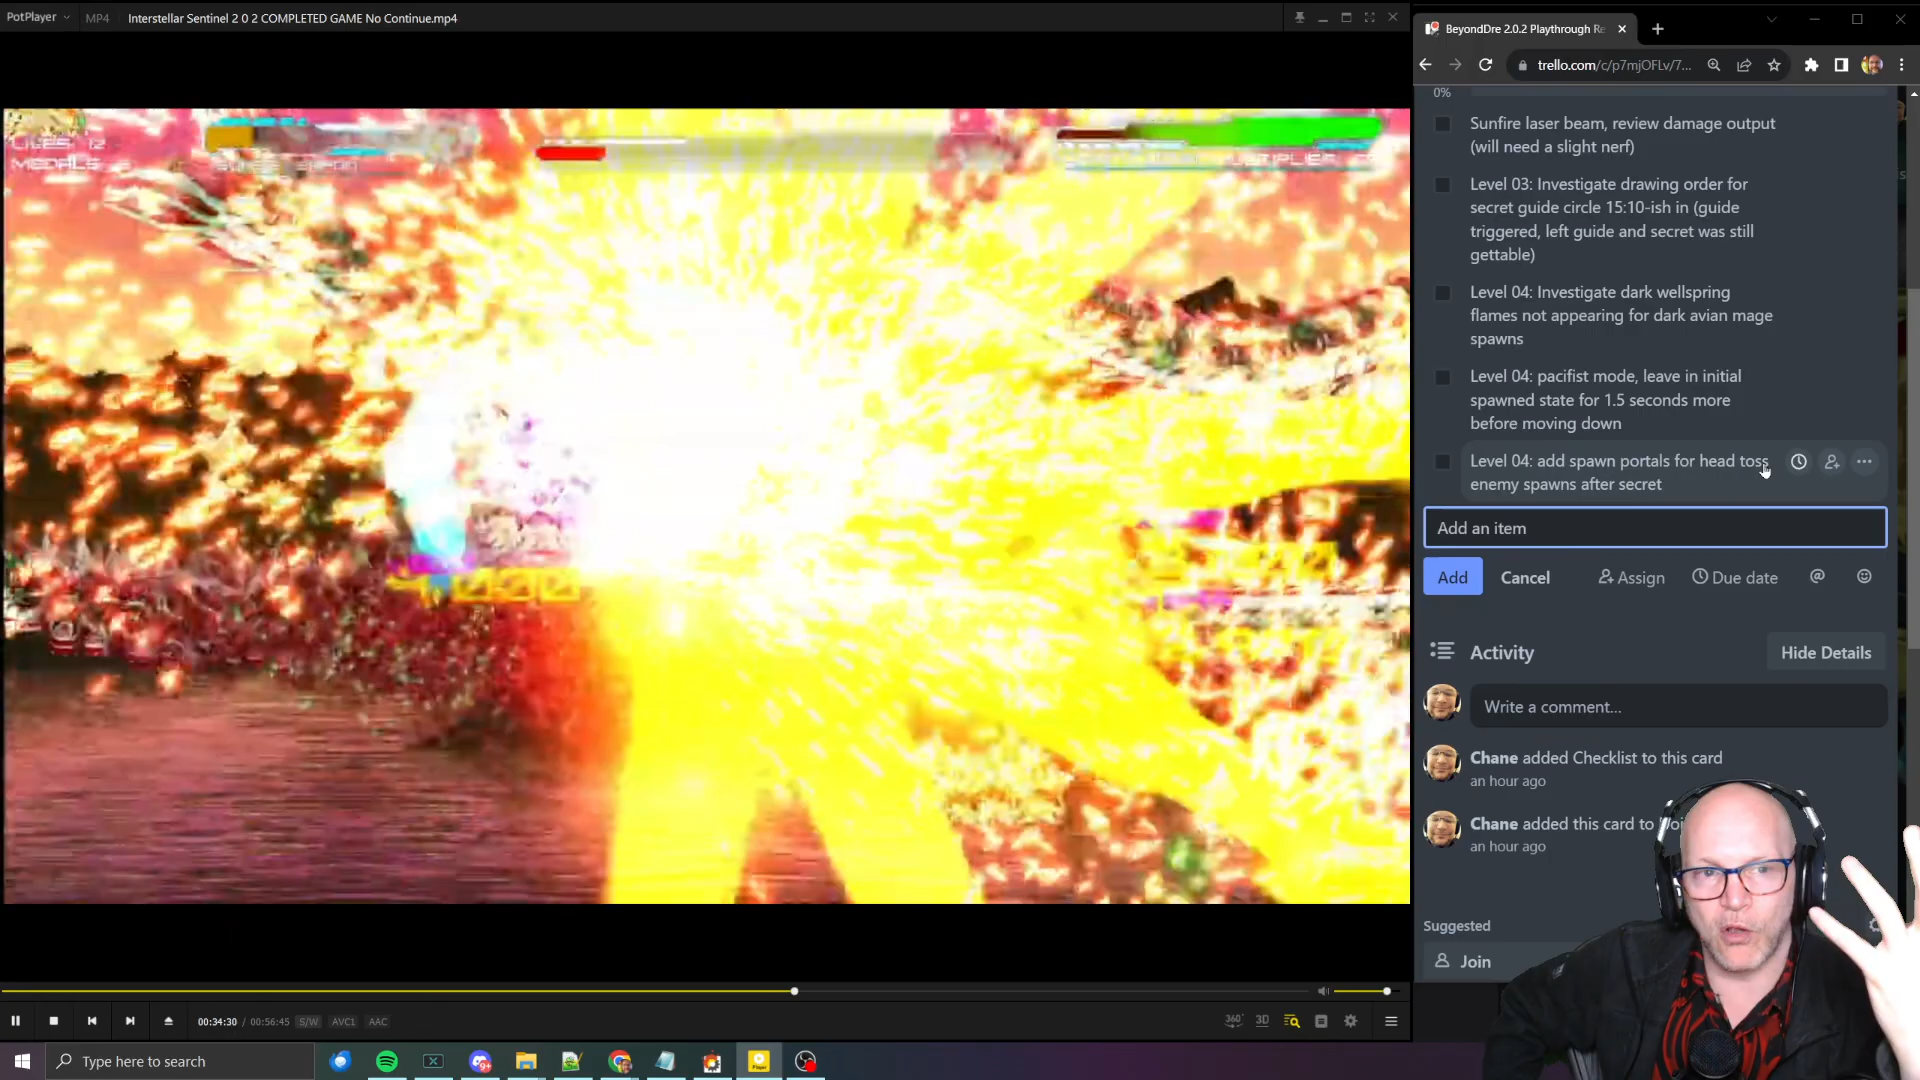 PotPlayer
MP4
Interstellar Sentinel 2 0 2 COMPLETED GAME No Continue.mp4
BeyondDre 2.0.2 Playthrough Re
trello.com/c/p7mjOFLv/7...
0%
Sunfire laser beam, review damage output
(will need a slight nerf)
Level 03: Investigate drawing order for
secret guide circle 15:10-ish in (guide
triggered, left guide and secret was still
gettable)
Level 04: Investigate dark wellspring
flames not appearing for dark avian mage
spawns
Level 04: pacifist mode, leave in initial
spawned state for 1.5 seconds more
before moving down
Level 04: add spawn portals for head toss
enemy spawns after secret
Add an item
Add
Cancel
Assign
Due date
Activity
Hide Details
Write a comment...
Chane added Checklist to this card
an hour ago
Chane added this card to
an hour ago
Suggested
Join
LIVES
MEDALS
00:34:30 / 00:56:45
S/W
AVC1
AAC
360°
3D
Type here to search